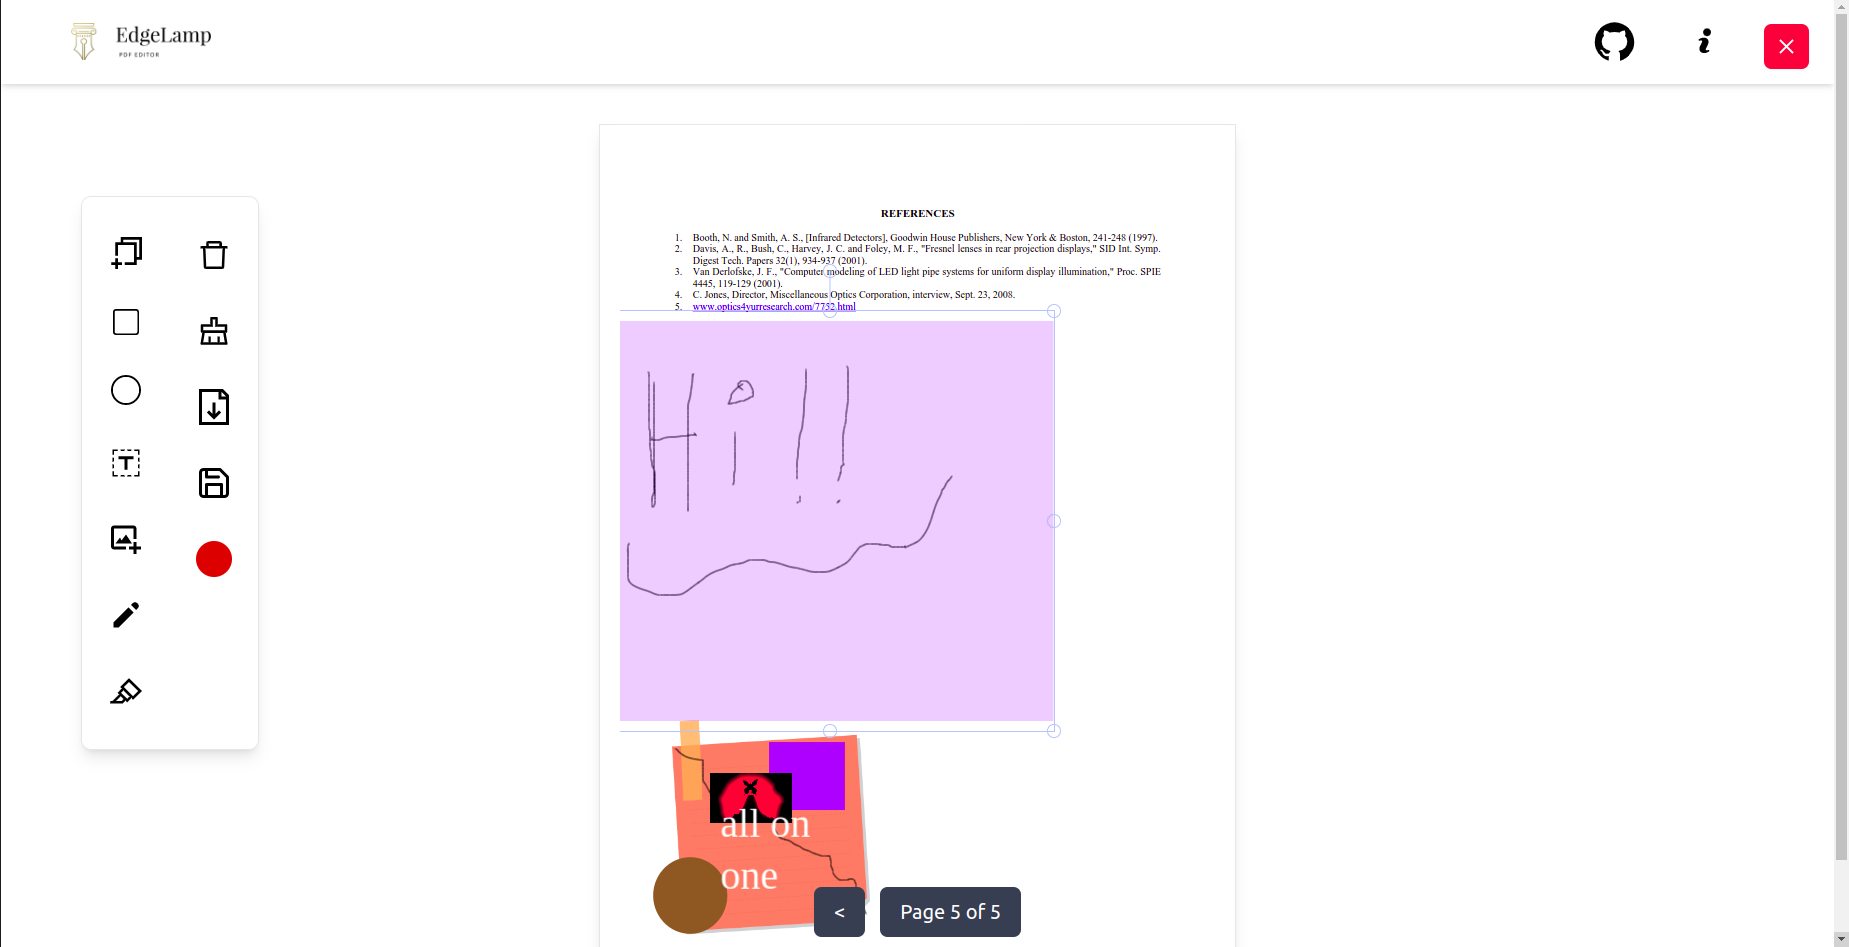 EdgeLamp
PDF EDITOR
REFERENCES
1. Booth, N. and Smith, A. S., [Infrared Detectors], Goodwin House Publishers, New York & Boston, 241-248 (1997).
2. Davis, A., R., Bush, C., Harvey, J. C. and Foley, M. F., "Fresnel lenses in rear projection displays," SID Int. Symp.
Digest Tech. Papers 32(1), 934-937 (2001).
3. Van Derlofske, J. F., "Computer modeling of LED light pipe systems for uniform display illumination," Proc. SPIE
4445, 119-129 (2001).
4. C. Jones, Director, Miscellaneous Optics Corporation, interview, Sept. 23, 2008.
5. www.optics4yurresearch.com/7752.html
Hi!!
all on
one
< Page 5 of 5